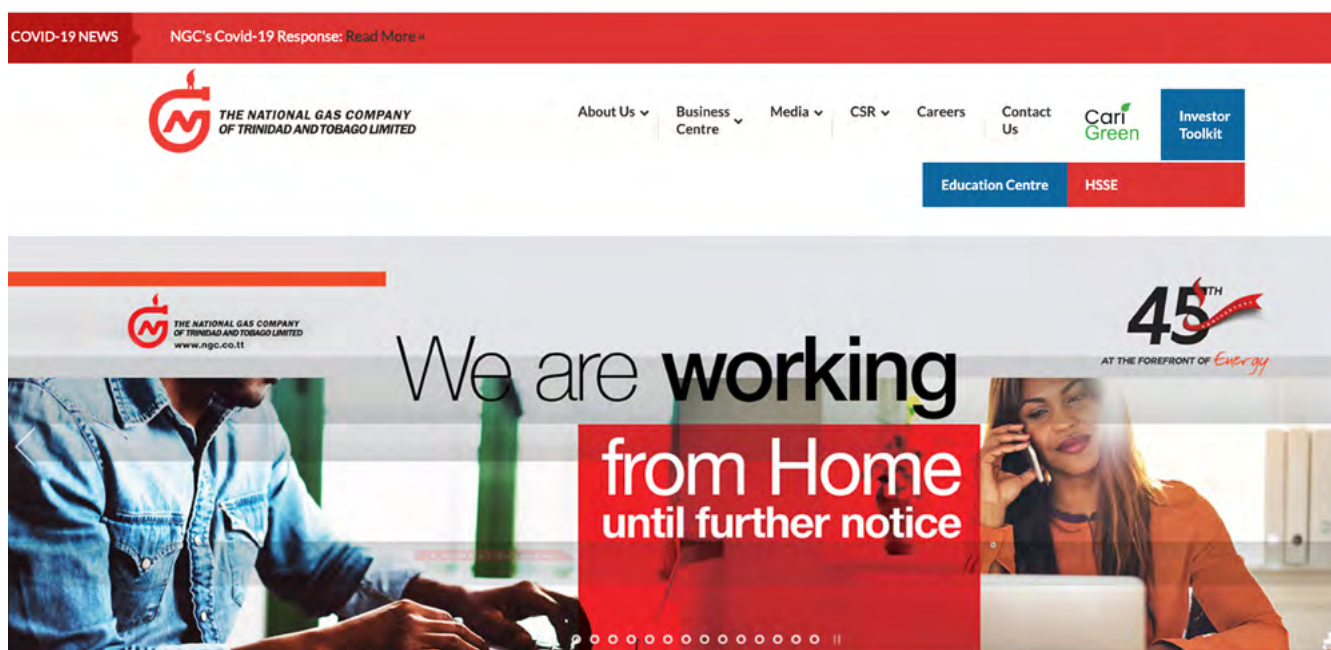 COVID-19 NEWS
NGC's Covid-19 Response: Read More »
THE NATIONAL GAS COMPANY
OF TRINIDAD AND TOBAGO LIMITED
About Us
Business
Centre
Media
CSR
Careers
Contact
Us
Cari
Green
Investor
Toolkit
Education Centre
HSSE
THE NATIONAL GAS COMPANY
OF TRINIDAD AND TOBAGO LIMITED
www.ngc.co.tt
45TH
ANNIVERSARY
AT THE FOREFRONT OF Energy
We are working
from Home
until further notice